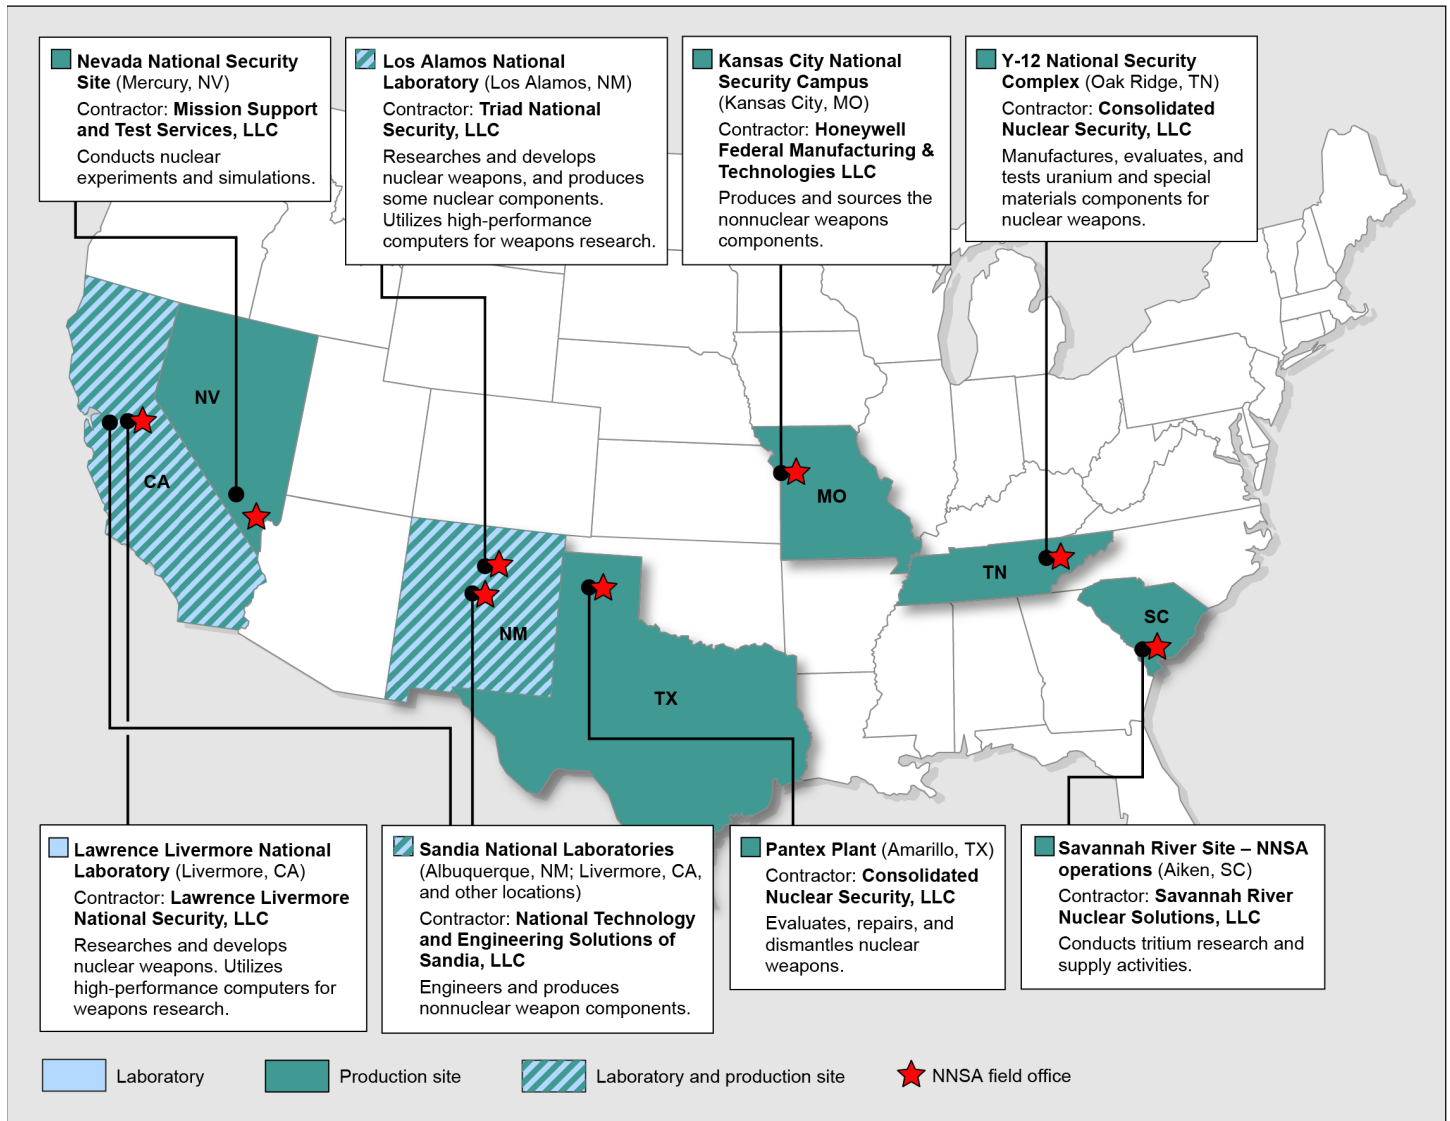 Nevada National Security
Site (Mercury, NV)
Contractor: Mission Support
and Test Services, LLC
Conducts nuclear
experiments and simulations.
Los Alamos National
Laboratory (Los Alamos, NM)
Contractor: Triad National
Security, LLC
Researches and develops
nuclear weapons, and produces
some nuclear components.
Utilizes high-performance
computers for weapons research.
Kansas City National
Security Campus
(Kansas City, MO)
Contractor: Honeywell
Federal Manufacturing &
Technologies LLC
Produces and sources the
nonnuclear weapons
components.
Y-12 National Security
Complex (Oak Ridge, TN)
Contractor: Consolidated
Nuclear Security, LLC
Manufactures, evaluates, and
tests uranium and special
materials components for
nuclear weapons.
NV
CA
MO
TN
SC
NM
TX
Lawrence Livermore National
Laboratory (Livermore, CA)
Contractor: Lawrence Livermore
National Security, LLC
Researches and develops
nuclear weapons. Utilizes
high-performance computers for
weapons research.
Sandia National Laboratories
(Albuquerque, NM; Livermore, CA,
and other locations)
Contractor: National Technology
and Engineering Solutions of
Sandia, LLC
Engineers and produces
nonnuclear weapon components.
Pantex Plant (Amarillo, TX)
Contractor: Consolidated
Nuclear Security, LLC
Evaluates, repairs, and
dismantles nuclear
weapons.
Savannah River Site – NNSA
operations (Aiken, SC)
Contractor: Savannah River
Nuclear Solutions, LLC
Conducts tritium research and
supply activities.
Laboratory
Production site
Laboratory and production site
NNSA field office